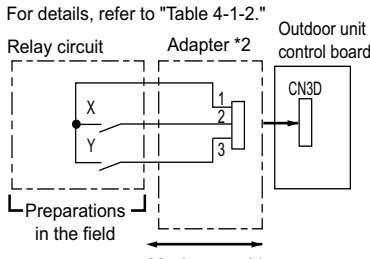 For details, refer to "Table 4-1-2."
Relay circuit
Adapter *2
Outdoor unit
control board
CN3D
X
Y
1
2
3
Preparations
in the field